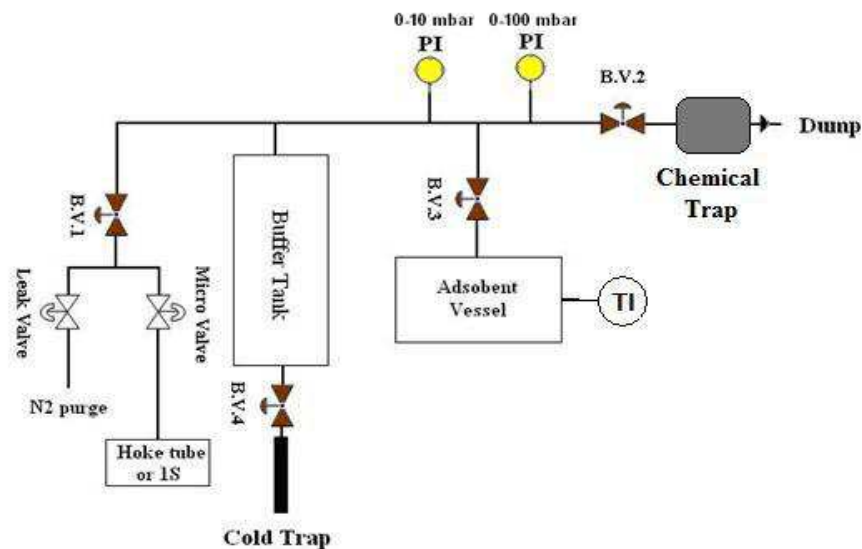 0-10 mbar
PI
0-100 mbar
PI
B.V.2
Dump
Chemical
Trap
B.V.1
Leak Valve
Micro Valve
N2 purge
Hoke tube
or 1S
Buffer Tank
B.V.4
Cold Trap
B.V.3
Adsobent
Vessel
TI